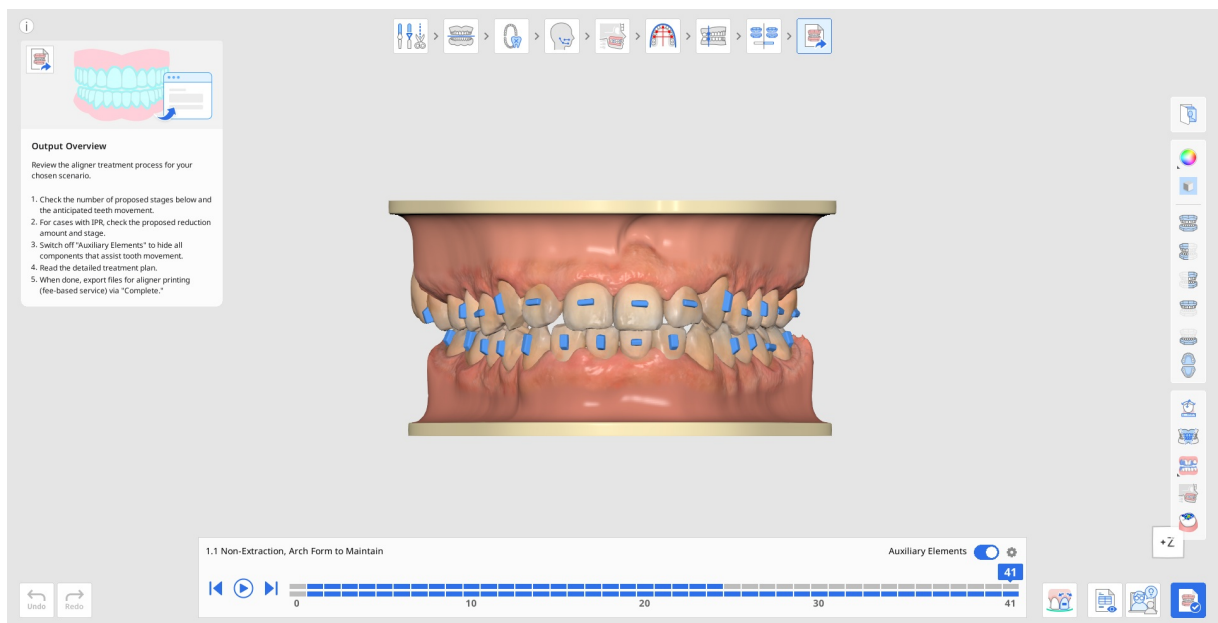 Output Overview
Review the aligner treatment process for your
chosen scenario.
1. Check the number of proposed stages below and
the anticipated teeth movement.
2. For cases with IPR, check the proposed reduction
amount and stage.
3. Switch off "Auxiliary Elements" to hide all
components that assist tooth movement.
4. Read the detailed treatment plan.
5. When done, export files for aligner printing
(fee-based service) via "Complete."
+Z
1.1 Non-Extraction, Arch Form to Maintain
Auxiliary Elements
41
0 10 20 30 41
Undo Redo